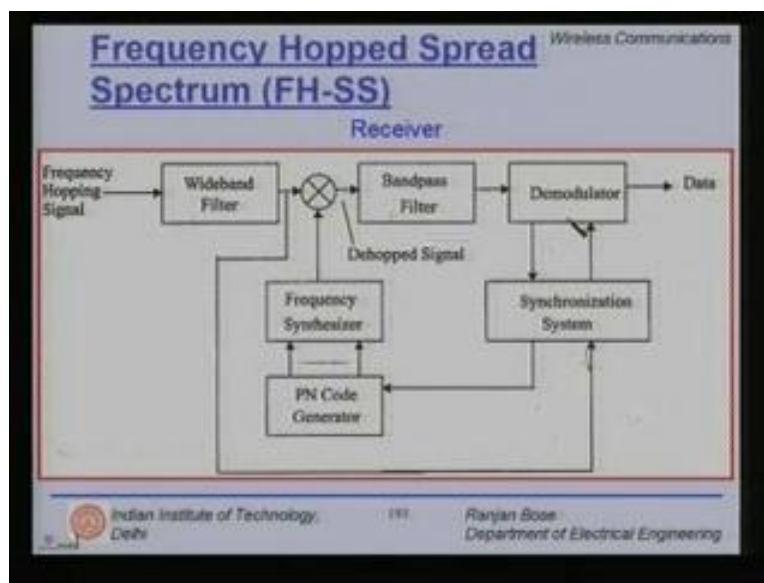 Wireless Communications
Frequency Hopped Spread
Spectrum (FH-SS)
Receiver
Frequency
Hopping
Signal
Wideband
Filter
Bandpass
Filter
Demodulator
Data
Dehopped Signal
Frequency
Synthesizer
Synchronization
System
PN Code
Generator
Indian Institute of Technology,
Delhi
Ranjan Bose
Department of Electrical Engineering